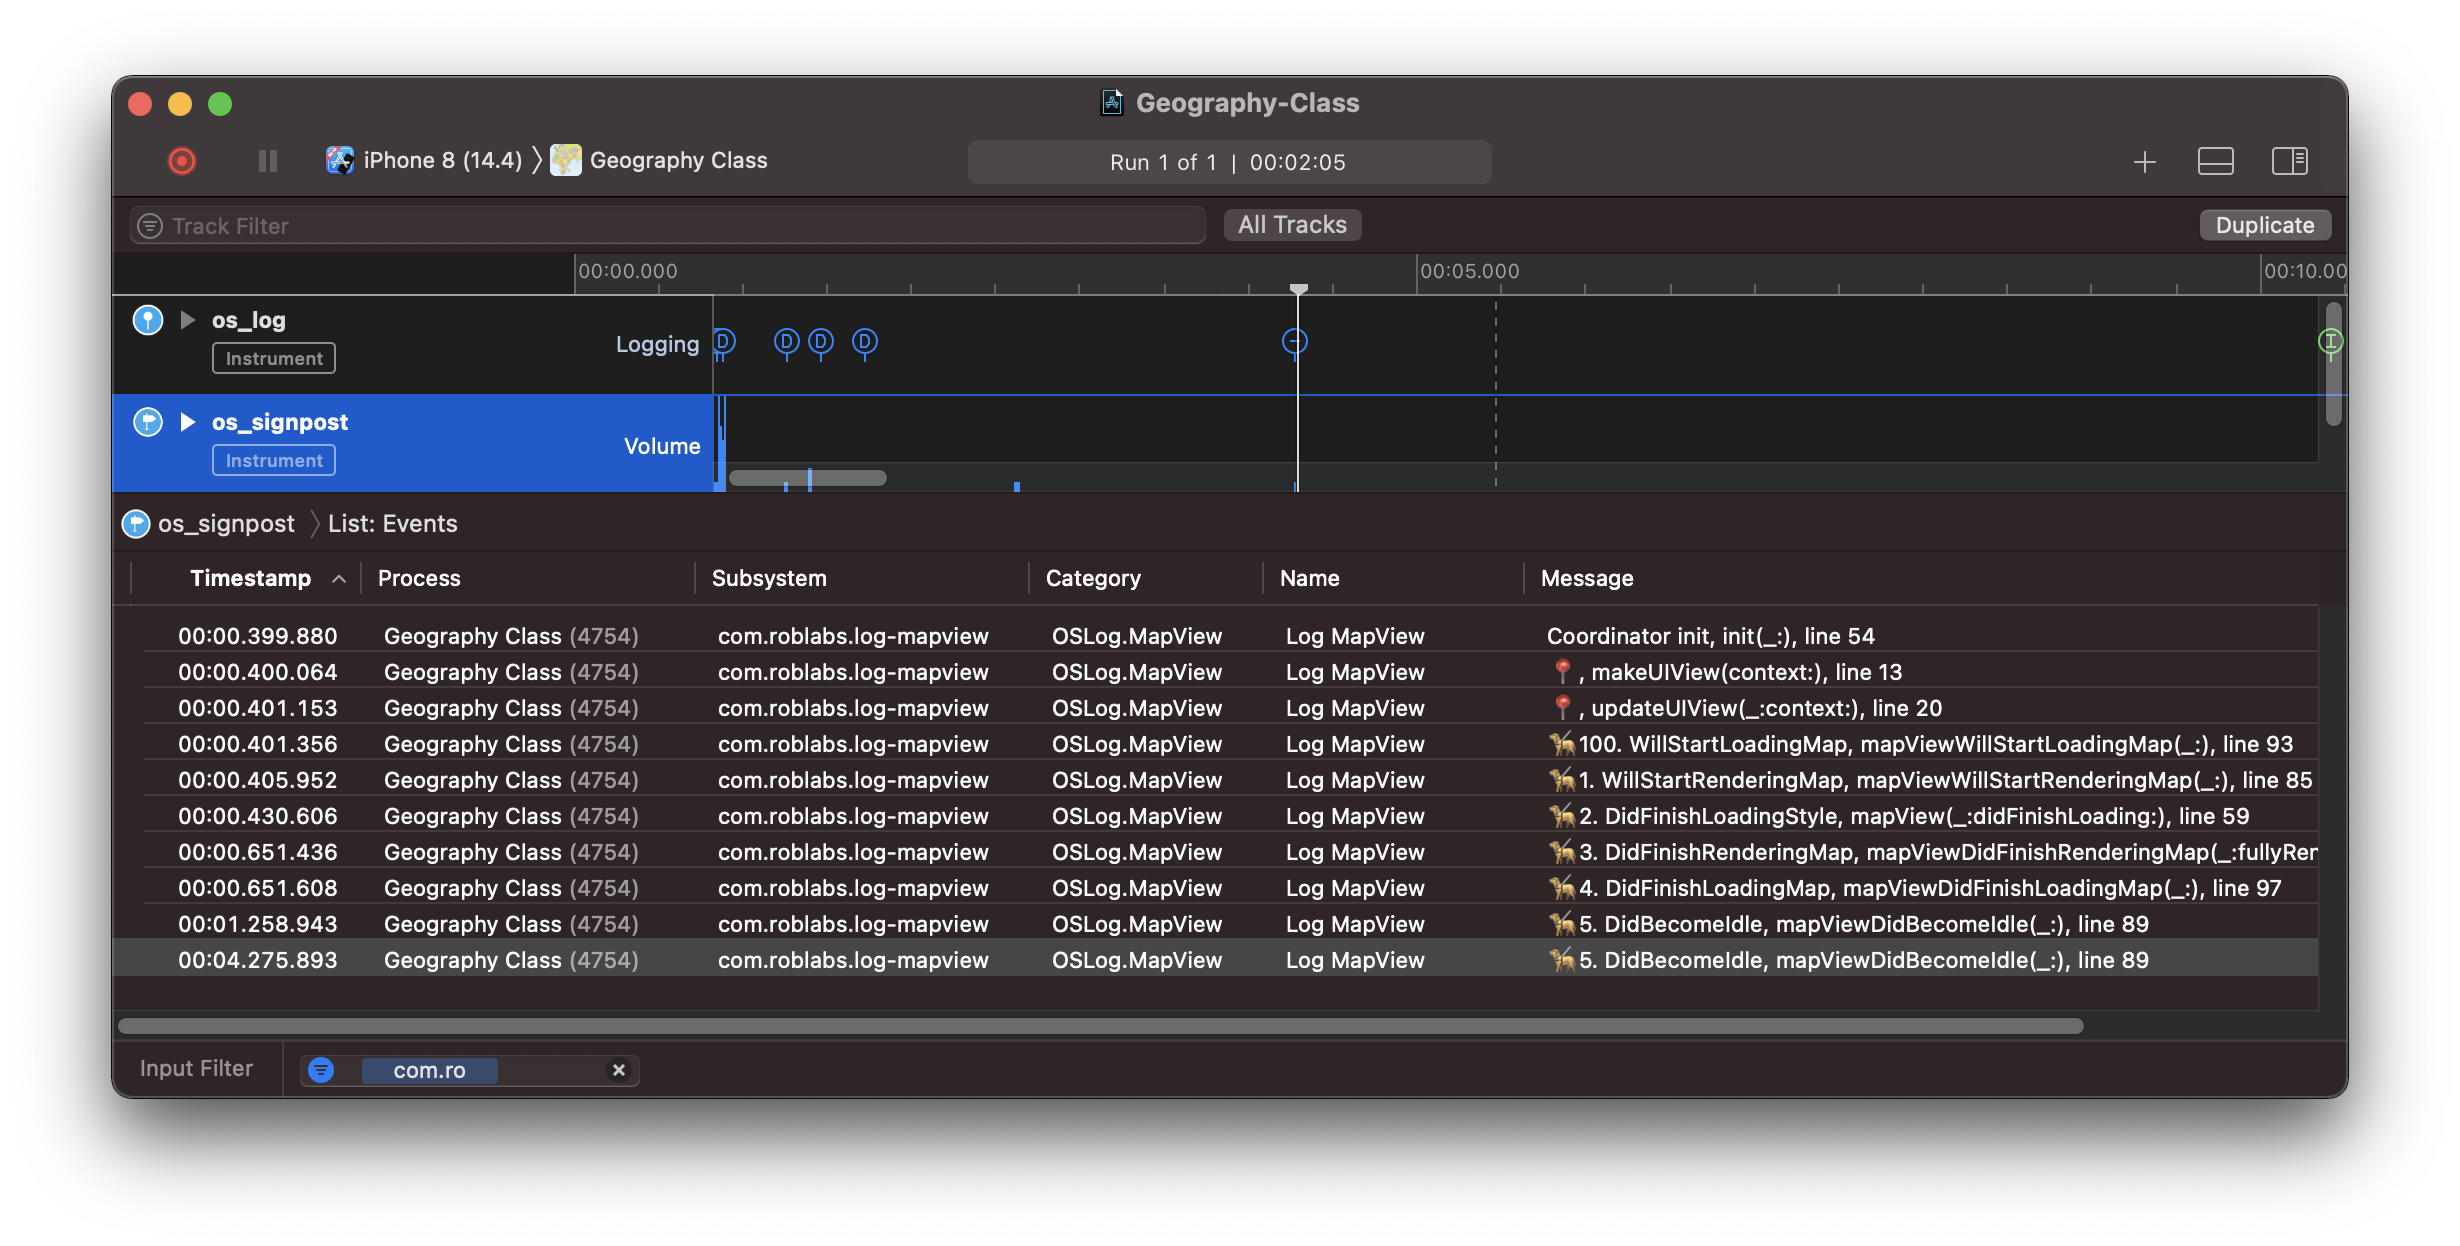 Geography-Class
iPhone 8 (14.4) 〉 Geography Class
Run 1 of 1 | 00:02:05
Track Filter
All Tracks
Duplicate
00:00.000 00:05.000 00:10.00
os_log
Instrument
Logging
D D D D I
os_signpost
Instrument
Volume
os_signpost 〉 List: Events
Timestamp Process Subsystem Category Name Message
00:00.399.880 Geography Class (4754) com.roblabs.log-mapview OSLog.MapView Log MapView Coordinator init, init(_:), line 54
00:00.400.064 Geography Class (4754) com.roblabs.log-mapview OSLog.MapView Log MapView 📍, makeUIView(context:), line 13
00:00.401.153 Geography Class (4754) com.roblabs.log-mapview OSLog.MapView Log MapView 📍, updateUIView(_:context:), line 20
00:00.401.356 Geography Class (4754) com.roblabs.log-mapview OSLog.MapView Log MapView 🦮100. WillStartLoadingMap, mapViewWillStartLoadingMap(_:), line 93
00:00.405.952 Geography Class (4754) com.roblabs.log-mapview OSLog.MapView Log MapView 🦮1. WillStartRenderingMap, mapViewWillStartRenderingMap(_:), line 85
00:00.430.606 Geography Class (4754) com.roblabs.log-mapview OSLog.MapView Log MapView 🦮2. DidFinishLoadingStyle, mapView(_:didFinishLoading:), line 59
00:00.651.436 Geography Class (4754) com.roblabs.log-mapview OSLog.MapView Log MapView 🦮3. DidFinishRenderingMap, mapViewDidFinishRenderingMap(_:fullyRen
00:00.651.608 Geography Class (4754) com.roblabs.log-mapview OSLog.MapView Log MapView 🦮4. DidFinishLoadingMap, mapViewDidFinishLoadingMap(_:), line 97
00:01.258.943 Geography Class (4754) com.roblabs.log-mapview OSLog.MapView Log MapView 🦮5. DidBecomeIdle, mapViewDidBecomeIdle(_:), line 89
00:04.275.893 Geography Class (4754) com.roblabs.log-mapview OSLog.MapView Log MapView 🦮5. DidBecomeIdle, mapViewDidBecomeIdle(_:), line 89
Input Filter com.ro